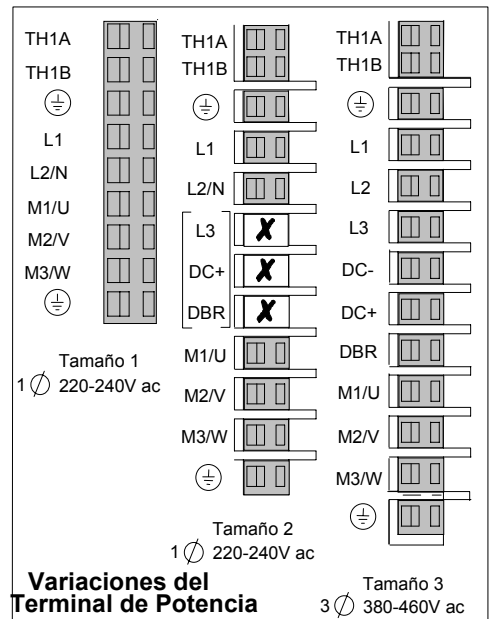 TH1A
TH1B
L1
L2/N
M1/U
M2/V
M3/W
Tamaño 1
1 ∅ 220-240V ac
TH1A
TH1B
L1
L2/N
L3
DC+
DBR
M1/U
M2/V
M3/W
Tamaño 2
1 ∅ 220-240V ac
TH1A
TH1B
L1
L2
L3
DC-
DC+
DBR
M1/U
M2/V
M3/W
Tamaño 3
3 ∅ 380-460V ac
Variaciones del
Terminal de Potencia